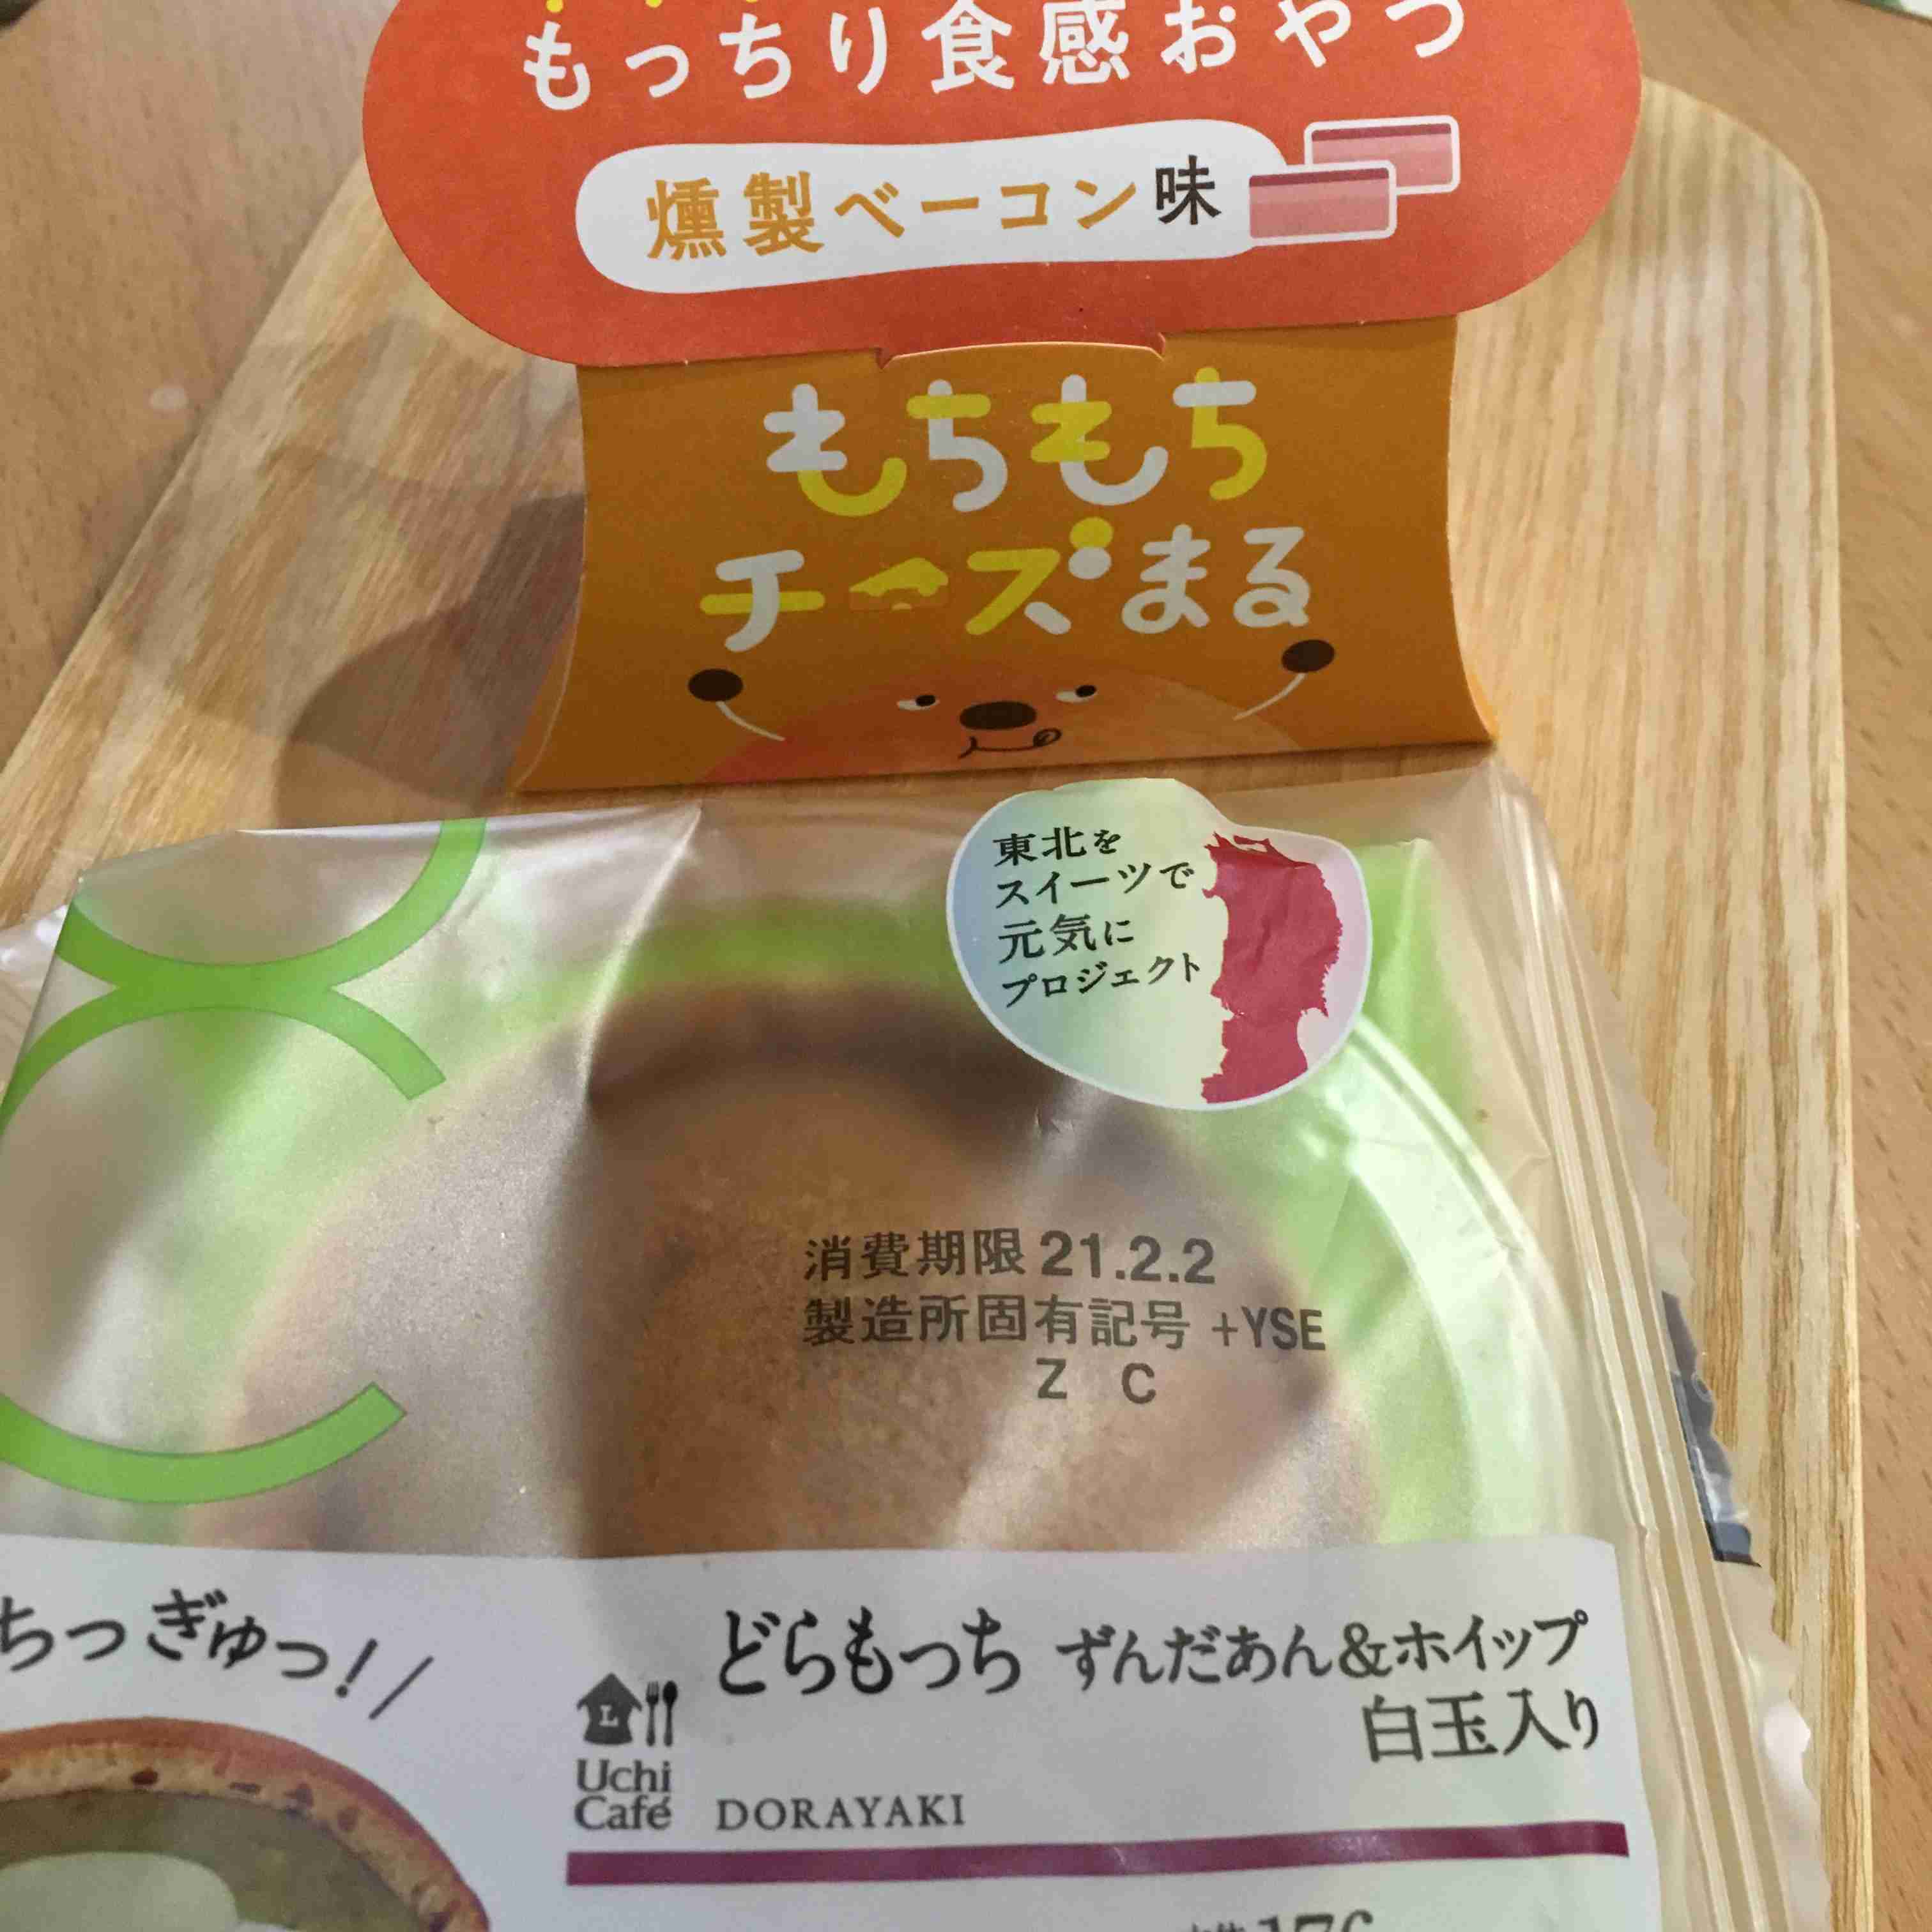 もっちり食感おやつ
燻製ベーコン味
もちもち
チーズまる
東北を
スイーツで
元気に
プロジェクト
消費期限 21.2.2
製造所固有記号 +YSE
Z C
ちっぎゅっ!/
どらもっち ずんだあん&ホイップ
白玉入り
L
Uchi
Café
DORAYAKI